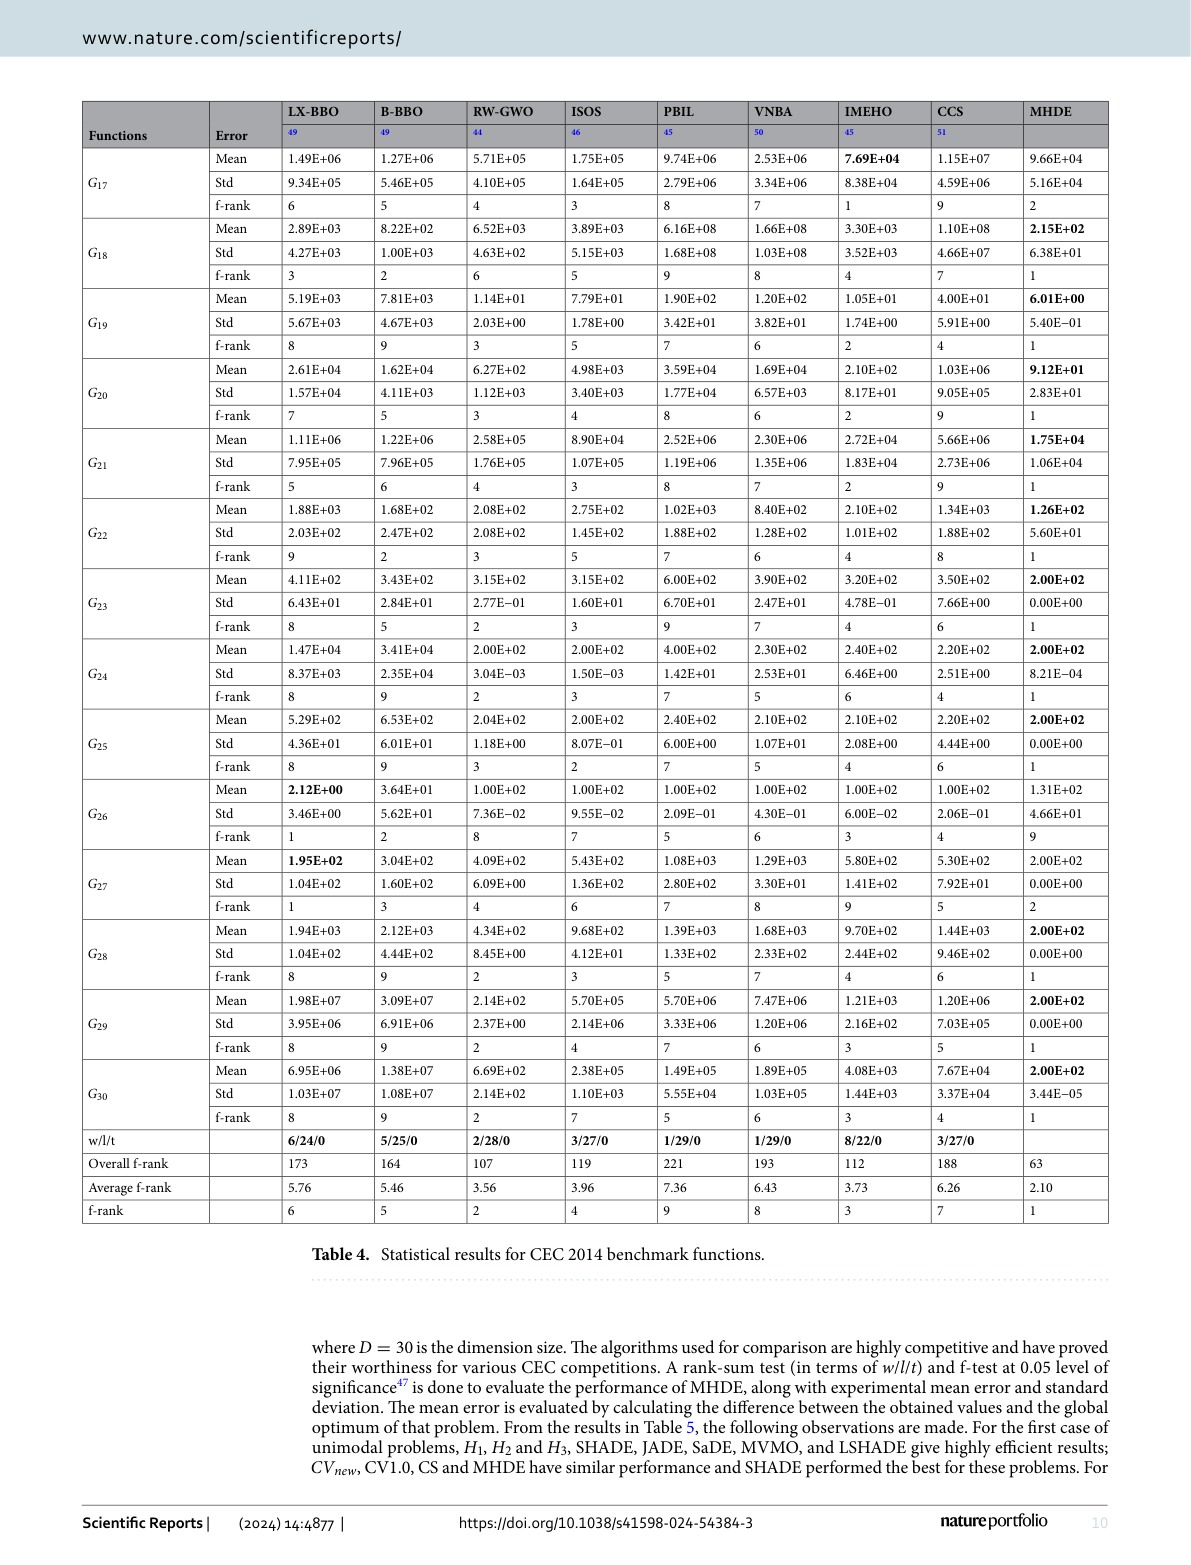 www.nature.com/scientificreports/
Functions Error LX-BBO B-BBO RW-GWO ISOS PBIL VNBA IMEHO CCS MHDE
49 49 44 46 45 50 45 51
G17 Mean 1.49E+06 1.27E+06 5.71E+05 1.75E+05 9.74E+06 2.53E+06 7.69E+04 1.15E+07 9.66E+04
Std 9.34E+05 5.46E+05 4.10E+05 1.64E+05 2.79E+06 3.34E+06 8.38E+04 4.59E+06 5.16E+04
f-rank 6 5 4 3 8 7 1 9 2
G18 Mean 2.89E+03 8.22E+02 6.52E+03 3.89E+03 6.16E+08 1.66E+08 3.30E+03 1.10E+08 2.15E+02
Std 4.27E+03 1.00E+03 4.63E+02 5.15E+03 1.68E+08 1.03E+08 3.52E+03 4.66E+07 6.38E+01
f-rank 3 2 6 5 9 8 4 7 1
G19 Mean 5.19E+03 7.81E+03 1.14E+01 7.79E+01 1.90E+02 1.20E+02 1.05E+01 4.00E+01 6.01E+00
Std 5.67E+03 4.67E+03 2.03E+00 1.78E+00 3.42E+01 3.82E+01 1.74E+00 5.91E+00 5.40E−01
f-rank 8 9 3 5 7 6 2 4 1
G20 Mean 2.61E+04 1.62E+04 6.27E+02 4.98E+03 3.59E+04 1.69E+04 2.10E+02 1.03E+06 9.12E+01
Std 1.57E+04 4.11E+03 1.12E+03 3.40E+03 1.77E+04 6.57E+03 8.17E+01 9.05E+05 2.83E+01
f-rank 7 5 3 4 8 6 2 9 1
G21 Mean 1.11E+06 1.22E+06 2.58E+05 8.90E+04 2.52E+06 2.30E+06 2.72E+04 5.66E+06 1.75E+04
Std 7.95E+05 7.96E+05 1.76E+05 1.07E+05 1.19E+06 1.35E+06 1.83E+04 2.73E+06 1.06E+04
f-rank 5 6 4 3 8 7 2 9 1
G22 Mean 1.88E+03 1.68E+02 2.08E+02 2.75E+02 1.02E+03 8.40E+02 2.10E+02 1.34E+03 1.26E+02
Std 2.03E+02 2.47E+02 2.08E+02 1.45E+02 1.88E+02 1.28E+02 1.01E+02 1.88E+02 5.60E+01
f-rank 9 2 3 5 7 6 4 8 1
G23 Mean 4.11E+02 3.43E+02 3.15E+02 3.15E+02 6.00E+02 3.90E+02 3.20E+02 3.50E+02 2.00E+02
Std 6.43E+01 2.84E+01 2.77E−01 1.60E+01 6.70E+01 2.47E+01 4.78E−01 7.66E+00 0.00E+00
f-rank 8 5 2 3 9 7 4 6 1
G24 Mean 1.47E+04 3.41E+04 2.00E+02 2.00E+02 4.00E+02 2.30E+02 2.40E+02 2.20E+02 2.00E+02
Std 8.37E+03 2.35E+04 3.04E−03 1.50E−03 1.42E+01 2.53E+01 6.46E+00 2.51E+00 8.21E−04
f-rank 8 9 2 3 7 5 6 4 1
G25 Mean 5.29E+02 6.53E+02 2.04E+02 2.00E+02 2.40E+02 2.10E+02 2.10E+02 2.20E+02 2.00E+02
Std 4.36E+01 6.01E+01 1.18E+00 8.07E−01 6.00E+00 1.07E+01 2.08E+00 4.44E+00 0.00E+00
f-rank 8 9 3 2 7 5 4 6 1
G26 Mean 2.12E+00 3.64E+01 1.00E+02 1.00E+02 1.00E+02 1.00E+02 1.00E+02 1.00E+02 1.31E+02
Std 3.46E+00 5.62E+01 7.36E−02 9.55E−02 2.09E−01 4.30E−01 6.00E−02 2.06E−01 4.66E+01
f-rank 1 2 8 7 5 6 3 4 9
G27 Mean 1.95E+02 3.04E+02 4.09E+02 5.43E+02 1.08E+03 1.29E+03 5.80E+02 5.30E+02 2.00E+02
Std 1.04E+02 1.60E+02 6.09E+00 1.36E+02 2.80E+02 3.30E+01 1.41E+02 7.92E+01 0.00E+00
f-rank 1 3 4 6 7 8 9 5 2
G28 Mean 1.94E+03 2.12E+03 4.34E+02 9.68E+02 1.39E+03 1.68E+03 9.70E+02 1.44E+03 2.00E+02
Std 1.04E+02 4.44E+02 8.45E+00 4.12E+01 1.33E+02 2.33E+02 2.44E+02 9.46E+02 0.00E+00
f-rank 8 9 2 3 5 7 4 6 1
G29 Mean 1.98E+07 3.09E+07 2.14E+02 5.70E+05 5.70E+06 7.47E+06 1.21E+03 1.20E+06 2.00E+02
Std 3.95E+06 6.91E+06 2.37E+00 2.14E+06 3.33E+06 1.20E+06 2.16E+02 7.03E+05 0.00E+00
f-rank 8 9 2 4 7 6 3 5 1
G30 Mean 6.95E+06 1.38E+07 6.69E+02 2.38E+05 1.49E+05 1.89E+05 4.08E+03 7.67E+04 2.00E+02
Std 1.03E+07 1.08E+07 2.14E+02 1.10E+03 5.55E+04 1.03E+05 1.44E+03 3.37E+04 3.44E−05
f-rank 8 9 2 7 5 6 3 4 1
w/l/t 6/24/0 5/25/0 2/28/0 3/27/0 1/29/0 1/29/0 8/22/0 3/27/0
Overall f-rank 173 164 107 119 221 193 112 188 63
Average f-rank 5.76 5.46 3.56 3.96 7.36 6.43 3.73 6.26 2.10
f-rank 6 5 2 4 9 8 3 7 1
Table 4. Statistical results for CEC 2014 benchmark functions.
where D = 30 is the dimension size. The algorithms used for comparison are highly competitive and have proved
their worthiness for various CEC competitions. A rank-sum test (in terms of w/l/t) and f-test at 0.05 level of
significance47 is done to evaluate the performance of MHDE, along with experimental mean error and standard
deviation. The mean error is evaluated by calculating the difference between the obtained values and the global
optimum of that problem. From the results in Table 5, the following observations are made. For the first case of
unimodal problems, H1, H2 and H3, SHADE, JADE, SaDE, MVMO, and LSHADE give highly efficient results;
CVnew, CV1.0, CS and MHDE have similar performance and SHADE performed the best for these problems. For
Scientific Reports | (2024) 14:4877 | https://doi.org/10.1038/s41598-024-54384-3 nature portfolio 10